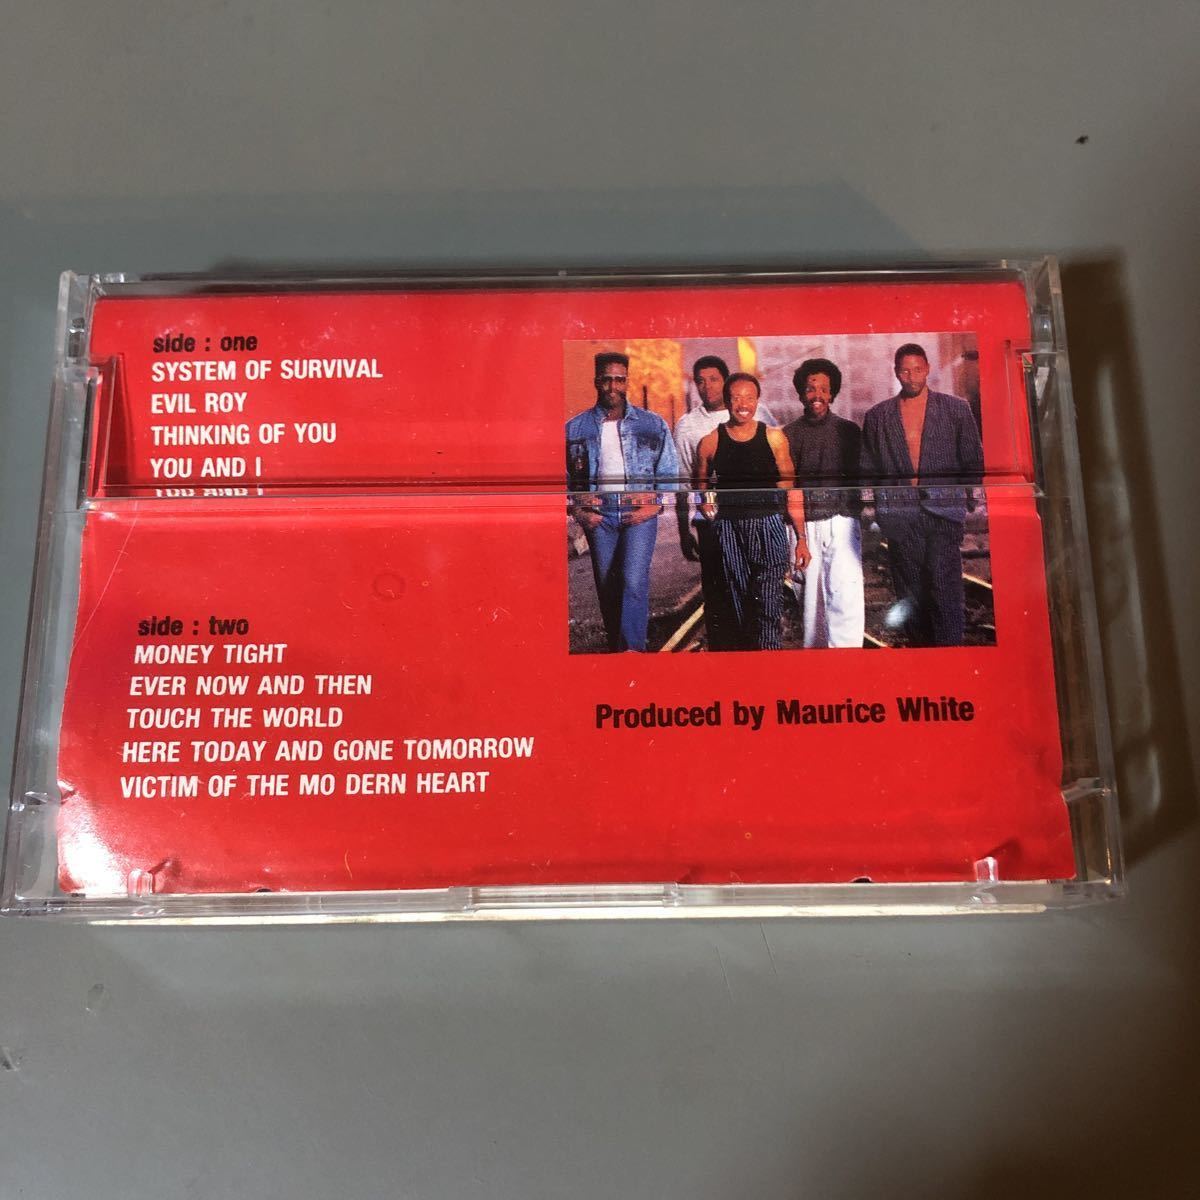 side : one
SYSTEM OF SURVIVAL
EVIL ROY
THINKING OF YOU
YOU AND I
side : two
MONEY TIGHT
EVER NOW AND THEN
TOUCH THE WORLD
HERE TODAY AND GONE TOMORROW
VICTIM OF THE MO DERN HEART
Produced by Maurice White